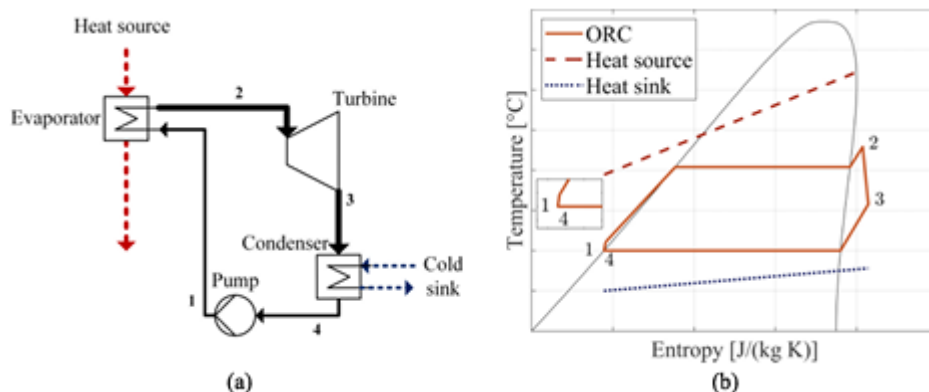 Heat source
2
Turbine
Evaporator
3
Condenser
Cold
sink
Pump
1
4
(a)
ORC
Heat source
Heat sink
Temperature [°C]
2
3
1
4
1
4
Entropy [J/(kg K)]
(b)